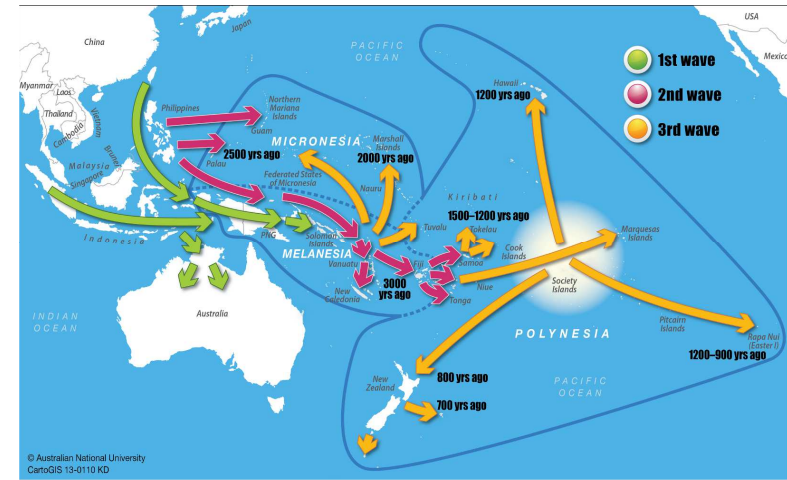 Japan
USA
China
PACIFIC
OCEAN
Mexico
1st wave
2nd wave
3rd wave
Myanmar
Laos
Thailand
Cambodia
Vietnam
Philippines
Northern
Mariana
Islands
Guam
Hawaii
1200 yrs ago
MICRONESIA
Marshall
Islands
2000 yrs ago
2500 yrs ago
Palau
Brunei
Malaysia
Singapore
Federated States
of Micronesia
Nauru
Kiribati
1500–1200 yrs ago
Indonesia
PNG
Solomon
Islands
Tuvalu
Tokelau
Marquesas
Islands
MELANESIA
Vanuatu
Fiji
Samoa
Cook
Islands
3000
yrs ago
New
Caledonia
Tonga
Niue
Society
Islands
INDIAN
OCEAN
Australia
Pitcairn
Islands
POLYNESIA
Rapa Nui
(Easter I)
1200–900 yrs ago
New
Zealand
800 yrs ago
700 yrs ago
PACIFIC
OCEAN
© Australian National University
CartoGIS 13-0110 KD